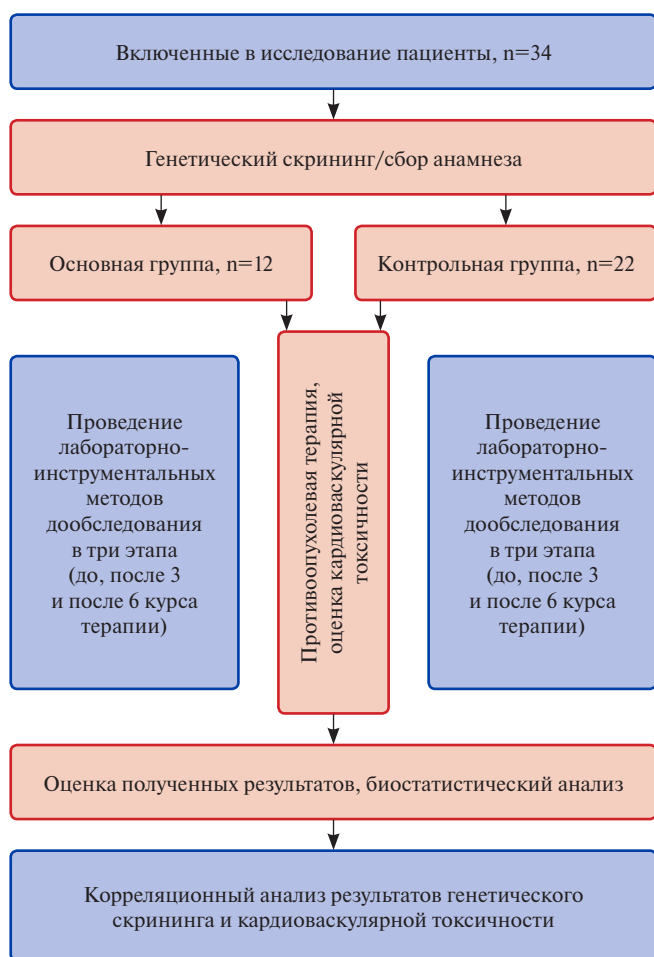 Включенные в исследование пациенты, n=34
Генетический скрининг/сбор анамнеза
Основная группа, n=12
Контрольная группа, n=22
Проведение
лабораторно-
инструментальных
методов
дообследования
в три этапа
(до, после 3
и после 6 курса
терапии)
Противоопухолевая терапия,
оценка кардиоваскулярной
токсичности
Проведение
лабораторно-
инструментальных
методов
дообследования
в три этапа
(до, после 3
и после 6 курса
терапии)
Оценка полученных результатов, биостатистический анализ
Корреляционный анализ результатов генетического
скрининга и кардиоваскулярной токсичности